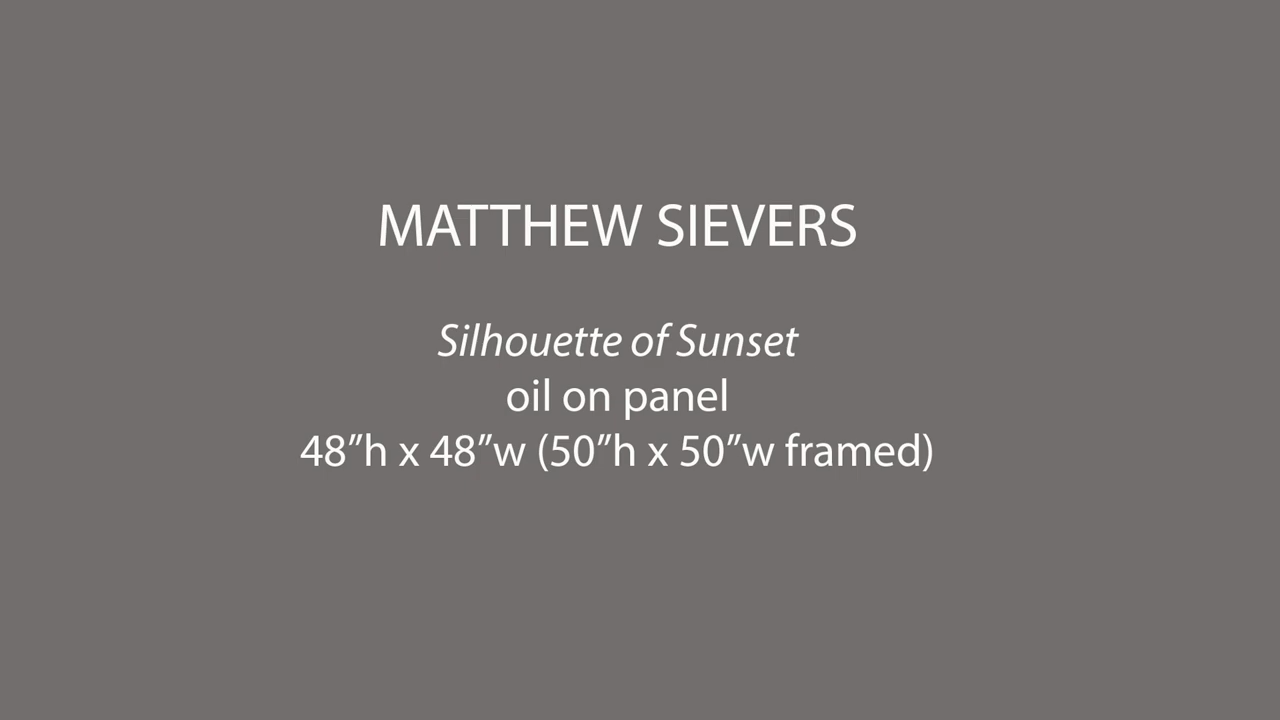 MATTHEW SIEVERS
Silhouette of Sunset
oil on panel
48”h x 48”w (50”h x 50”w framed)